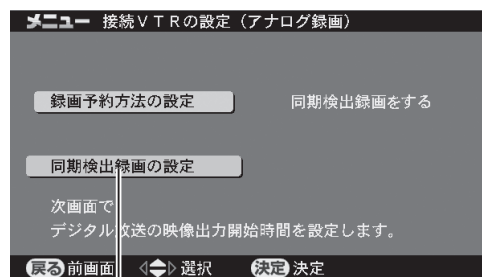 メニュー 接続ＶＴＲの設定（アナログ録画）
録画予約方法の設定 同期検出録画をする
同期検出録画の設定
次画面で
デジタル放送の映像出力開始時間を設定します。
戻る 前画面 選択 決定 決定